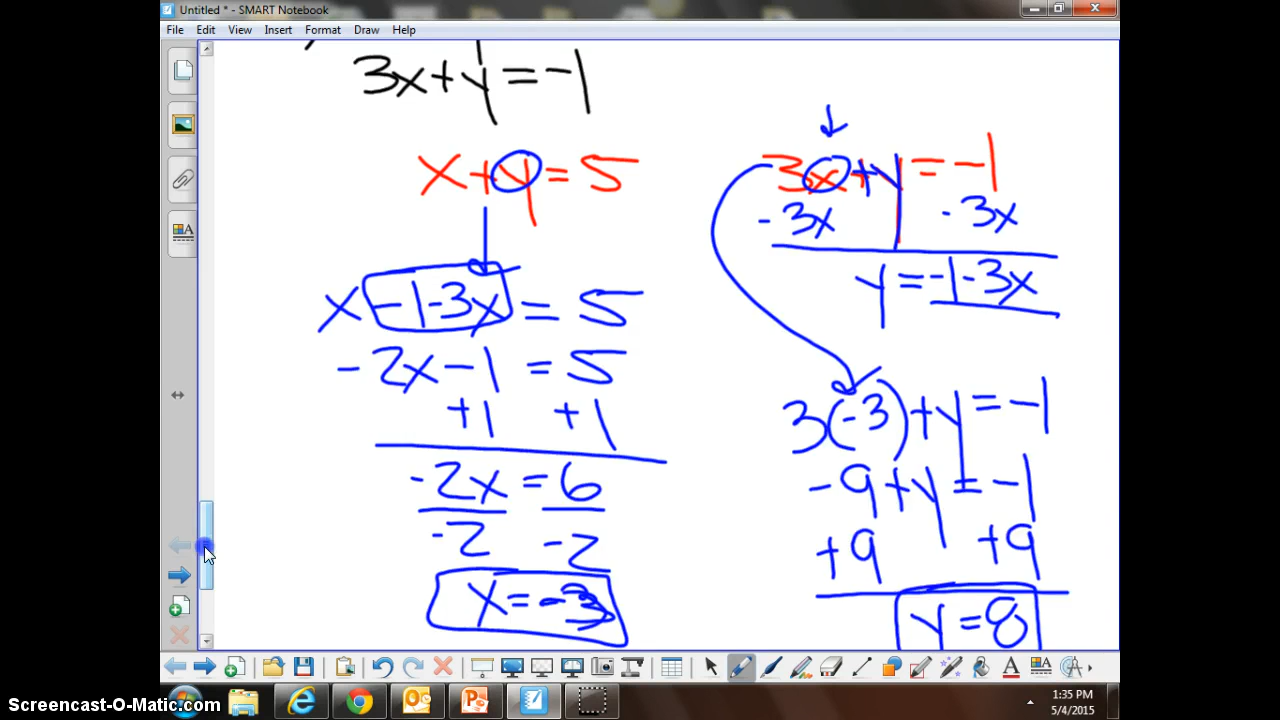 Untitled * - SMART Notebook
File Edit View Insert Format Draw Help
3x+y=-1
x+y=5
x-1-3x=5
-2x-1=5
+1 +1
-2x=6
-2 -2
x=-3
3x+y=-1
-3x -3x
y=-1-3x
3(-3)+y=-1
-9+y=-1
+9 +9
y=8
Screencast-O-Matic.com
1:35 PM
5/4/2015